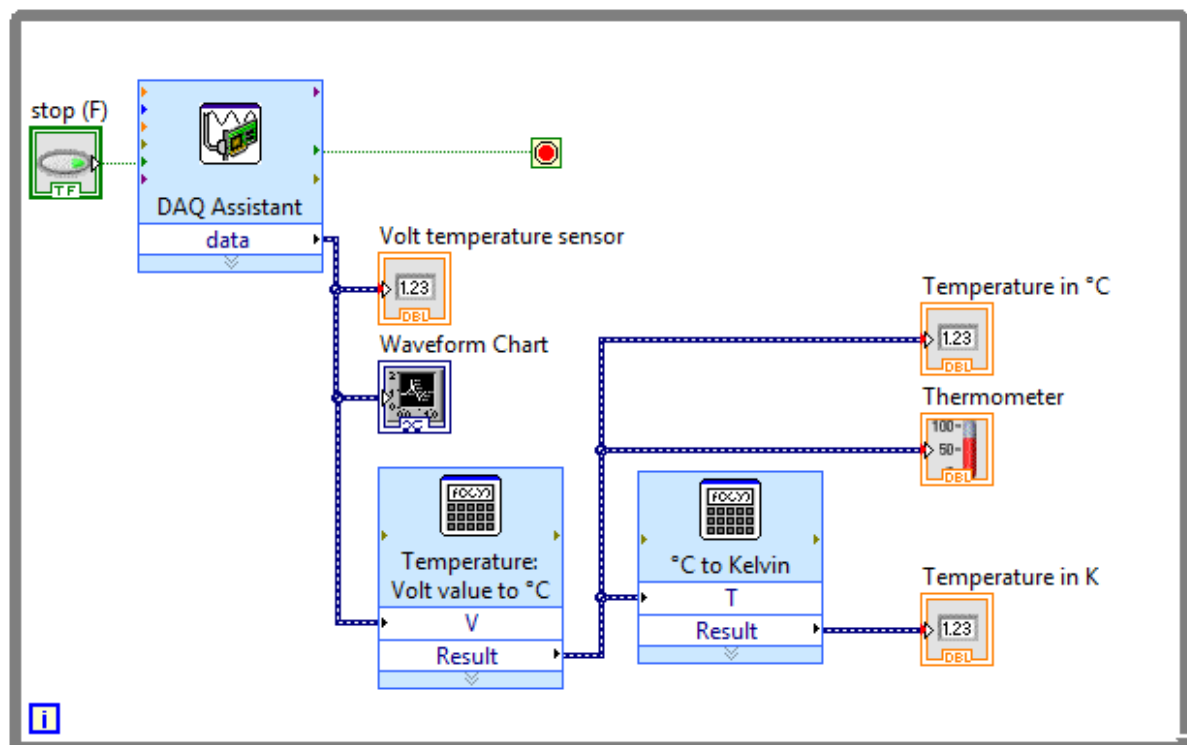 stop (F)
TF
DAQ Assistant
data
Volt temperature sensor
1.23
DBL
Waveform Chart
Temperature:
Volt value to °C
V
Result
°C to Kelvin
T
Result
Temperature in °C
1.23
DBL
Thermometer
100
50
DBL
Temperature in K
1.23
DBL
i